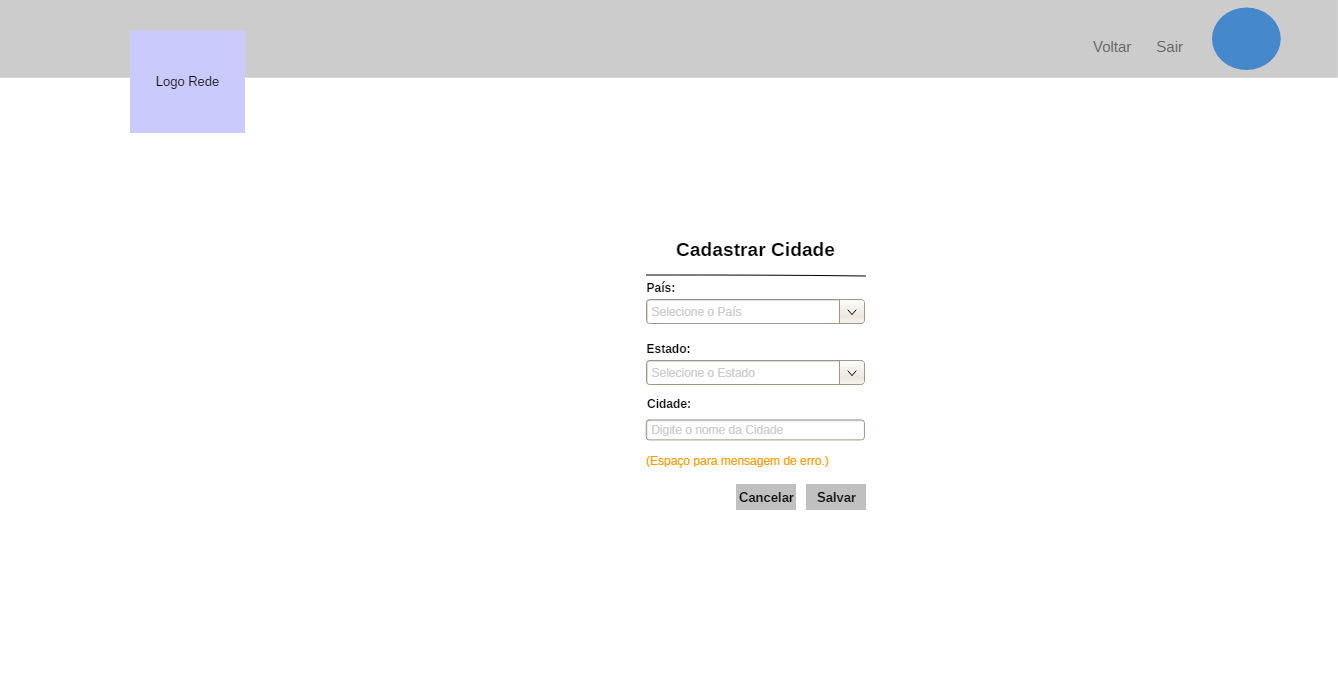 Voltar Sair
Logo Rede
Cadastrar Cidade
País:
Selecione o País
Estado:
Selecione o Estado
Cidade:
Digite o nome da Cidade
(Espaço para mensagem de erro.)
Cancelar Salvar